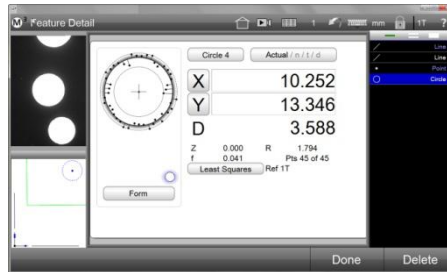 Feature Detail
1
mm
1T
?
Circle 4
Actual / n / t / d
X 10.252
Y 13.346
D 3.588
Z 0.000 R 1.794
f 0.041 Pts 45 of 45
Least Squares Ref 1T
Form
Line
Line
Point
Circle
Done
Delete